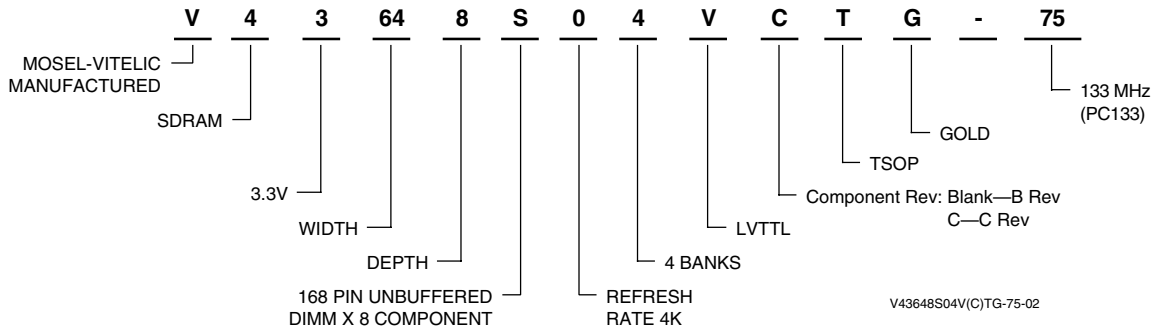 V 4 3 64 8 S 0 4 V C T G - 75
MOSEL-VITELIC
MANUFACTURED
SDRAM
3.3V
WIDTH
DEPTH
168 PIN UNBUFFERED
DIMM X 8 COMPONENT
REFRESH
RATE 4K
4 BANKS
LVTTL
Component Rev: Blank—B Rev
C—C Rev
TSOP
GOLD
133 MHz
(PC133)
V43648S04V(C)TG-75-02